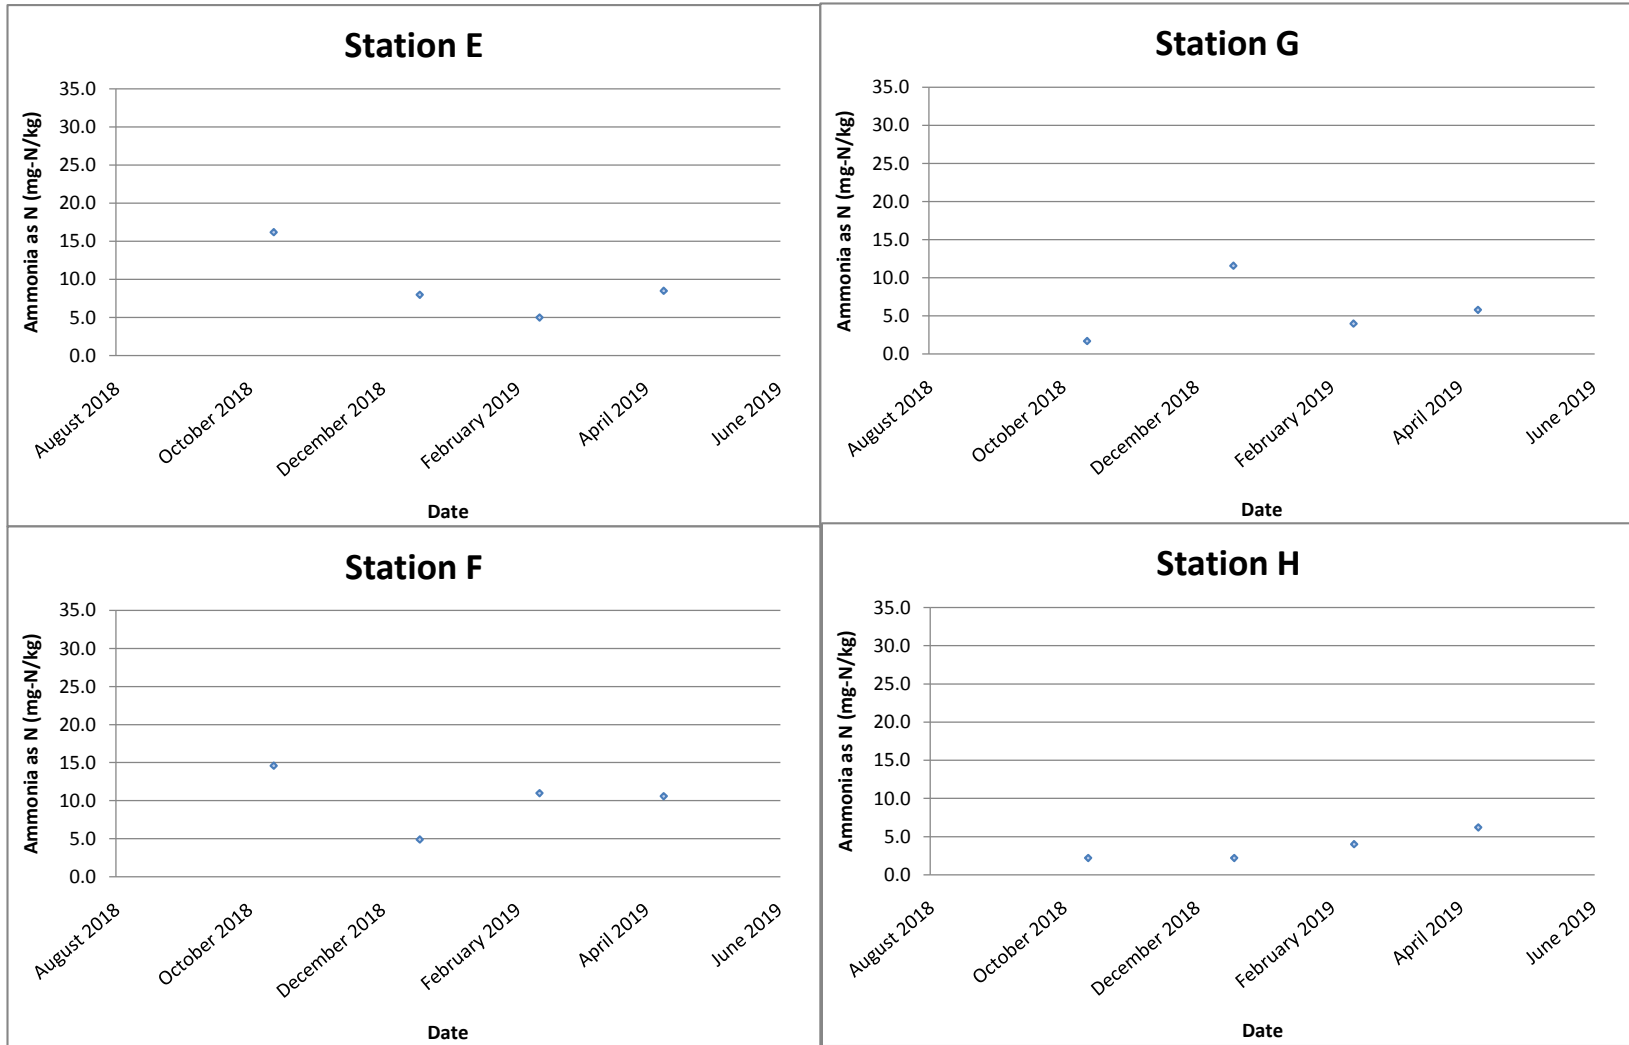 Station E
Ammonia as N (mg-N/kg)
35.0
30.0
25.0
20.0
15.0
10.0
5.0
0.0
August 2018
October 2018
December 2018
February 2019
April 2019
June 2019
Date
Station G
Ammonia as N (mg-N/kg)
35.0
30.0
25.0
20.0
15.0
10.0
5.0
0.0
August 2018
October 2018
December 2018
February 2019
April 2019
June 2019
Date
Station F
Ammonia as N (mg-N/kg)
35.0
30.0
25.0
20.0
15.0
10.0
5.0
0.0
August 2018
October 2018
December 2018
February 2019
April 2019
June 2019
Date
Station H
Ammonia as N (mg-N/kg)
35.0
30.0
25.0
20.0
15.0
10.0
5.0
0.0
August 2018
October 2018
December 2018
February 2019
April 2019
June 2019
Date